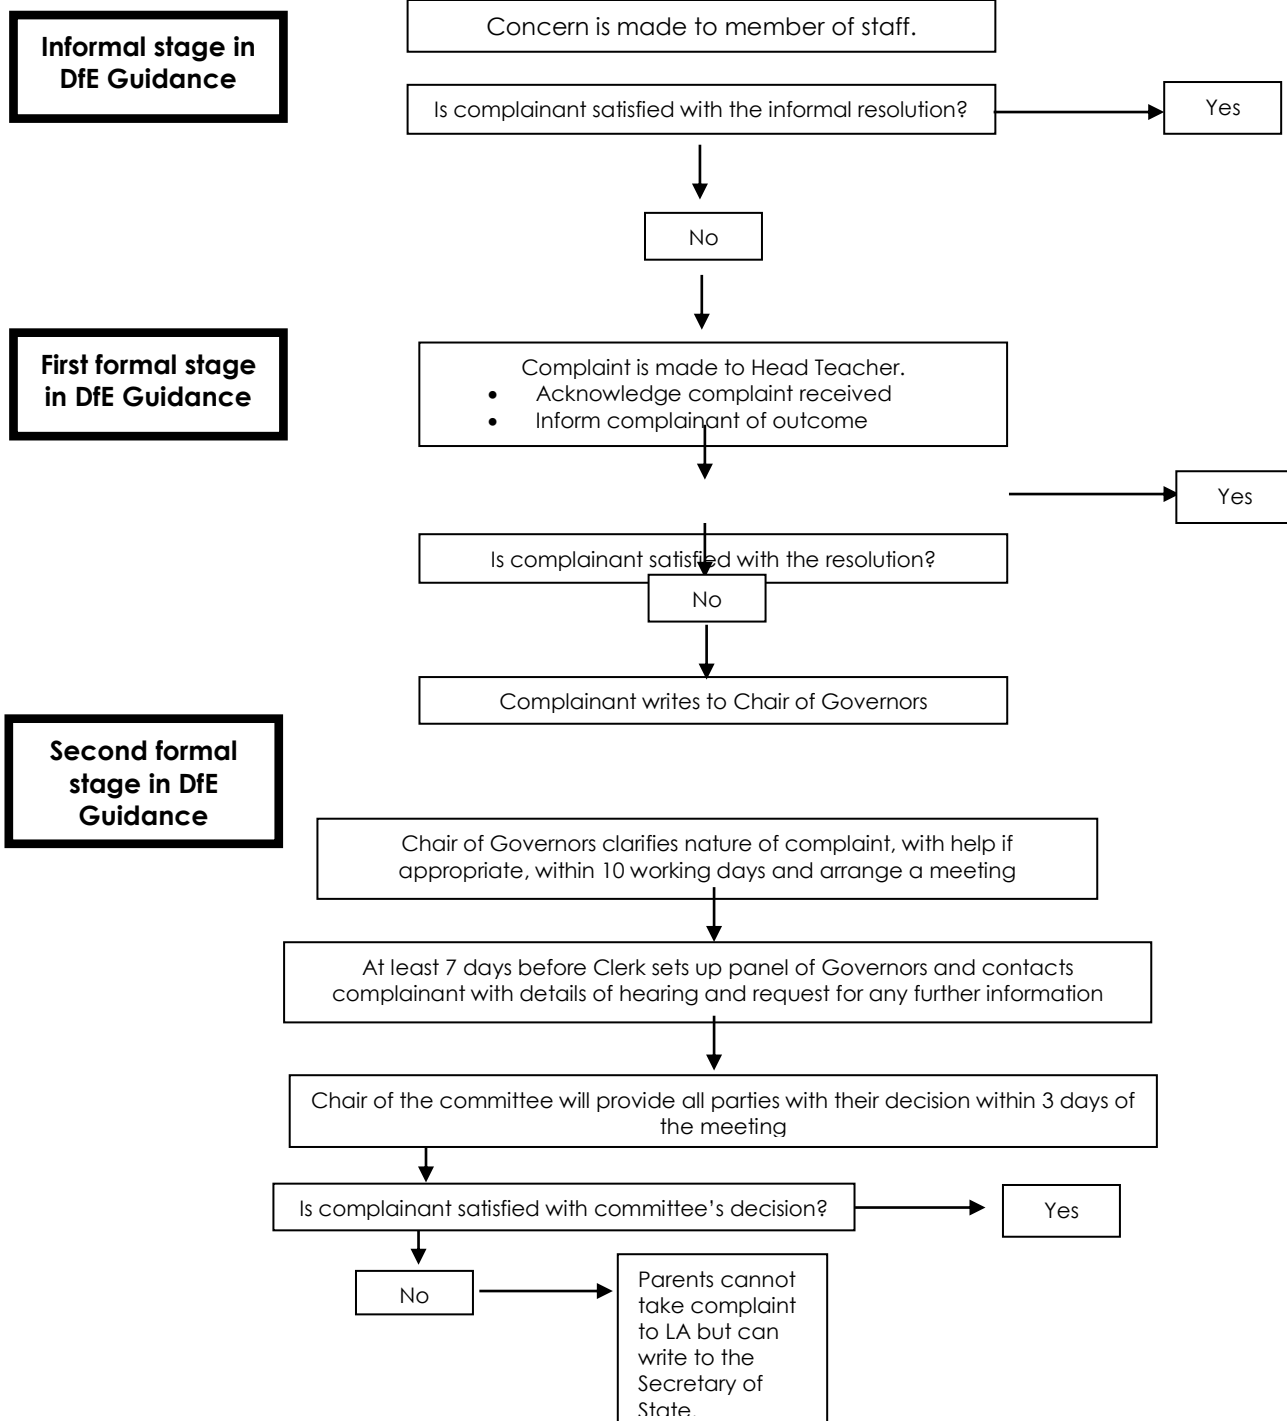 Informal stage in
DfE Guidance
Concern is made to member of staff.
Is complainant satisfied with the informal resolution?
Yes
No
First formal stage
in DfE Guidance
Complaint is made to Head Teacher.
• Acknowledge complaint received
• Inform complainant of outcome
Yes
Is complainant satisfied with the resolution?
No
Complainant writes to Chair of Governors
Second formal
stage in DfE
Guidance
Chair of Governors clarifies nature of complaint, with help if
appropriate, within 10 working days and arrange a meeting
At least 7 days before Clerk sets up panel of Governors and contacts
complainant with details of hearing and request for any further information
Chair of the committee will provide all parties with their decision within 3 days of
the meeting
Is complainant satisfied with committee’s decision?
Yes
No
Parents cannot
take complaint
to LA but can
write to the
Secretary of
State.